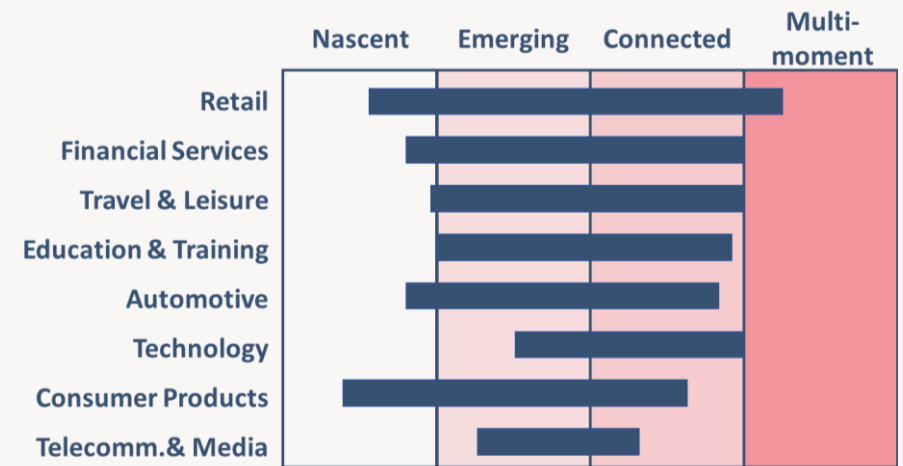 Nascent
Emerging
Connected
Multi-
moment
Retail
Financial Services
Travel & Leisure
Education & Training
Automotive
Technology
Consumer Products
Telecomm.& Media